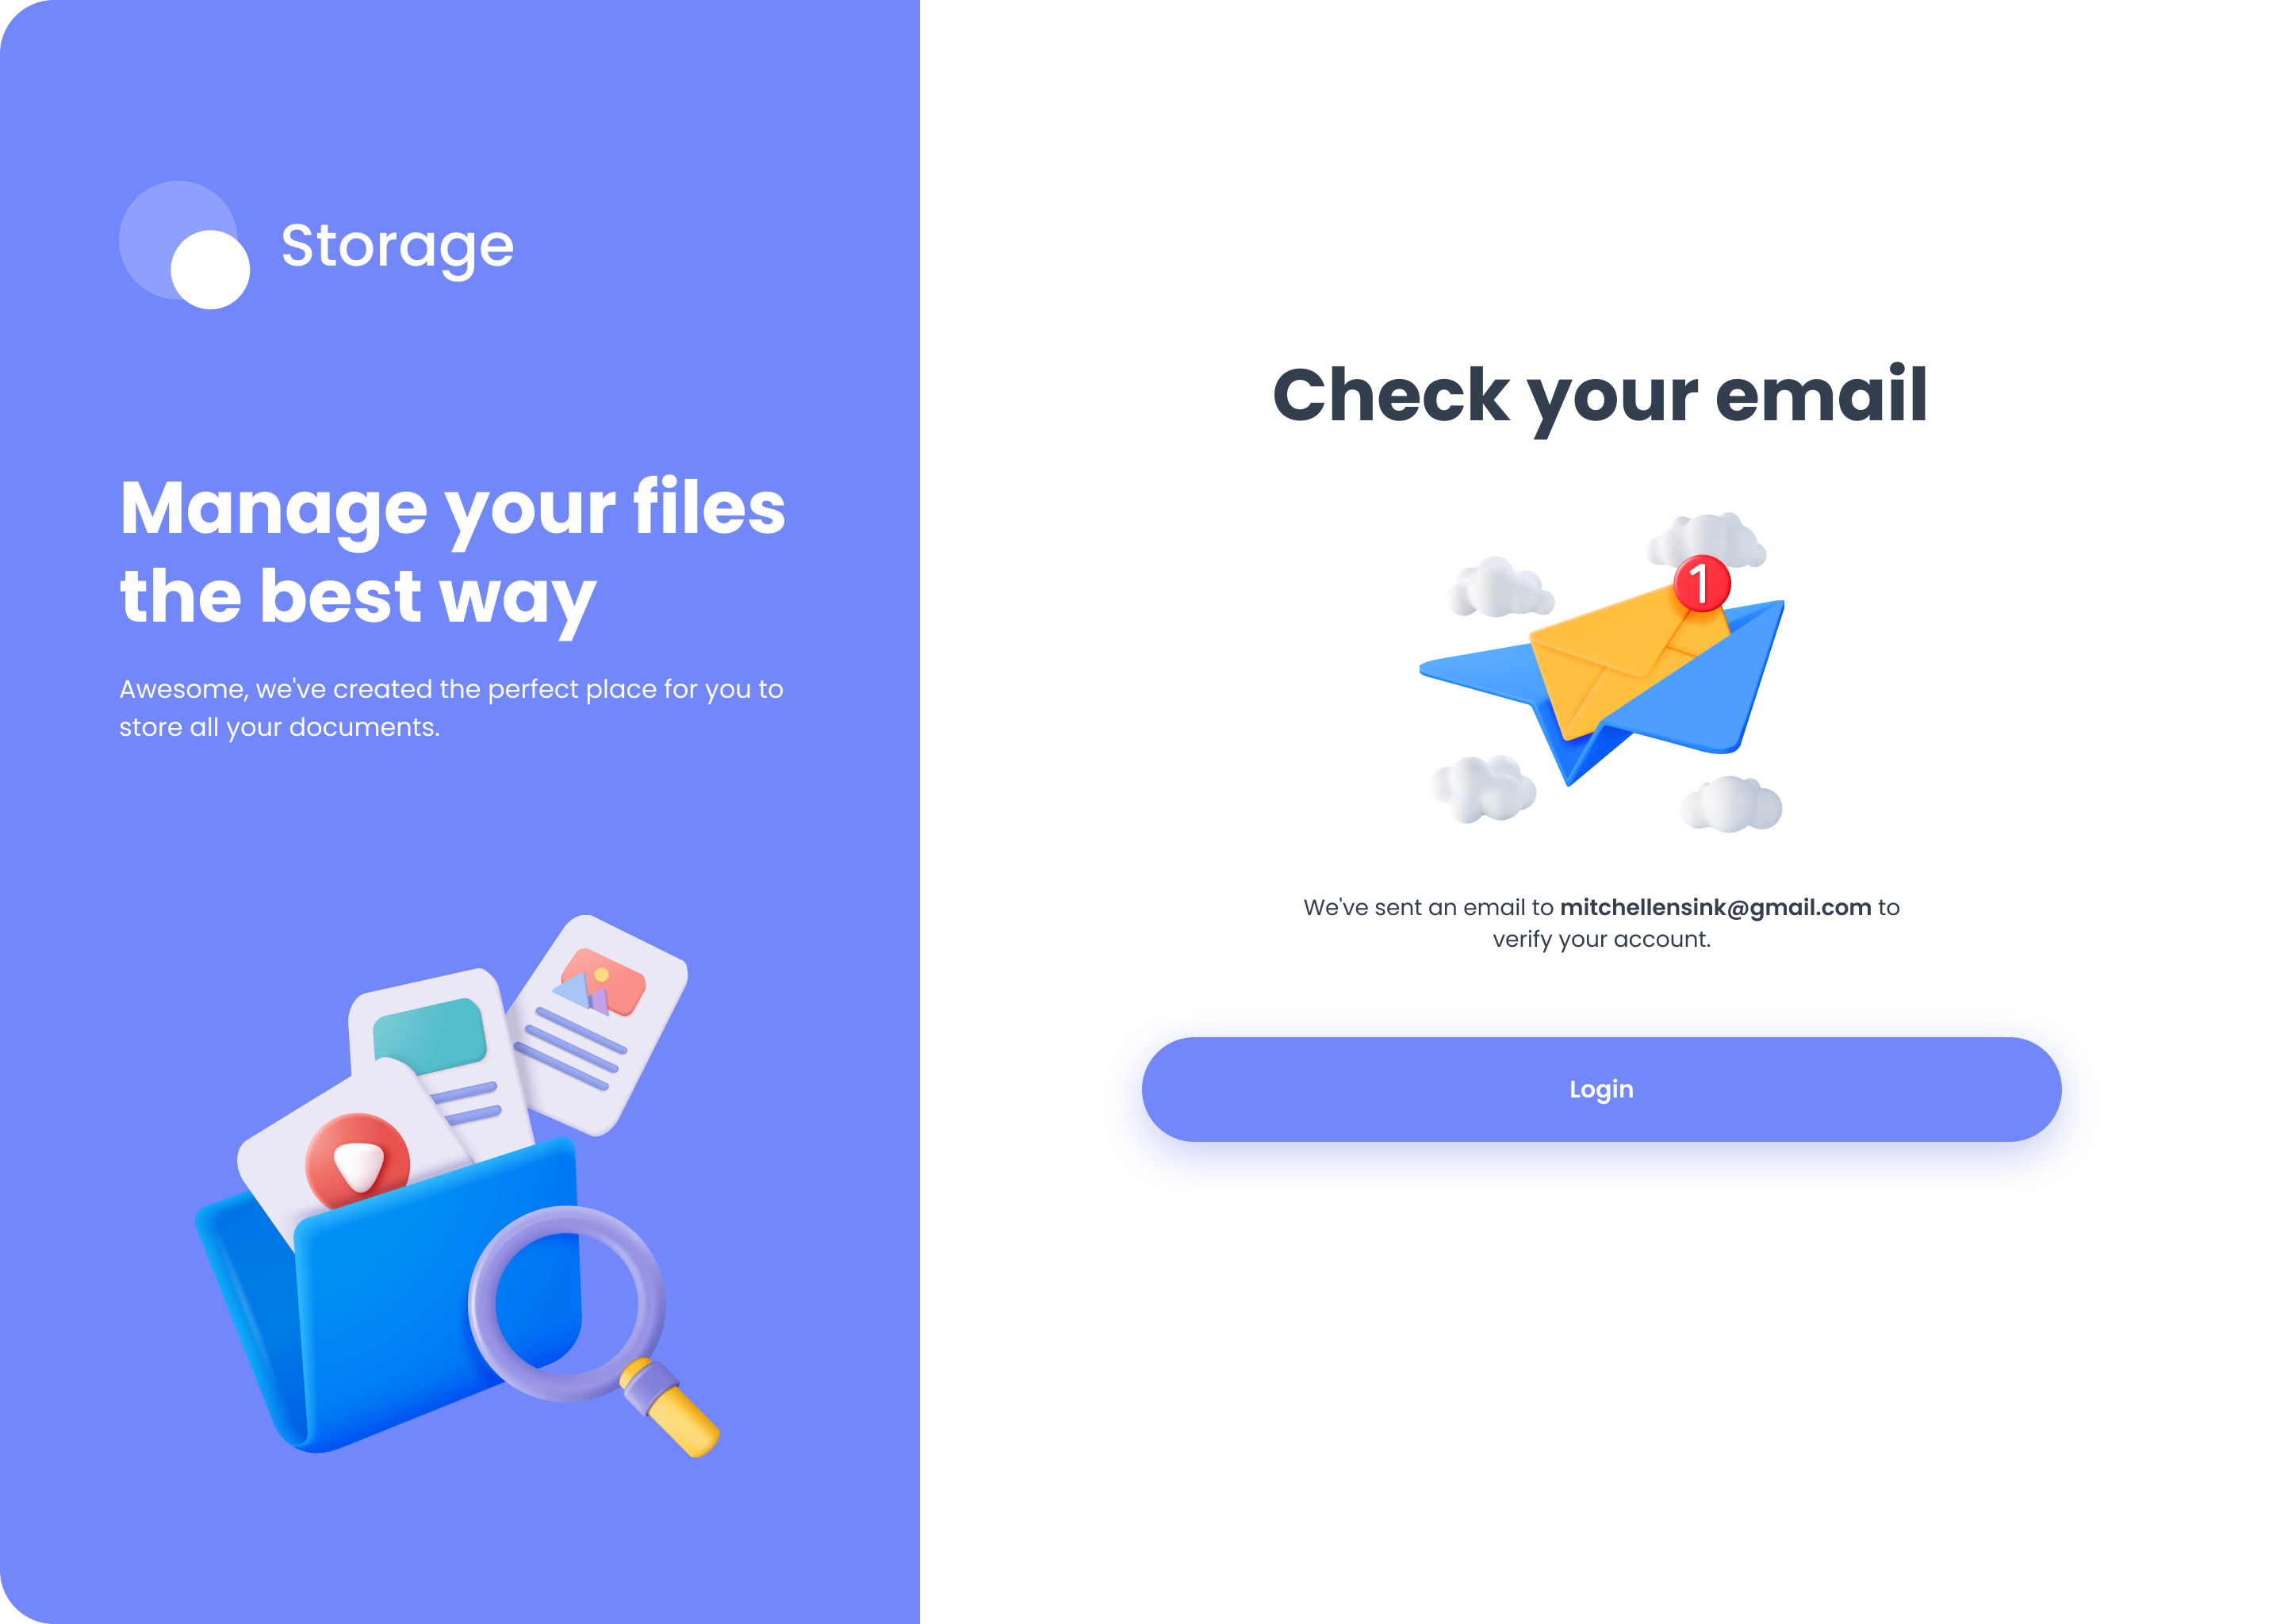 Storage
Manage your files
the best way
Awesome, we've created the perfect place for you to
store all your documents.
Check your email
1
We've sent an email to mitchellensink@gmail.com to
verify your account.
Login